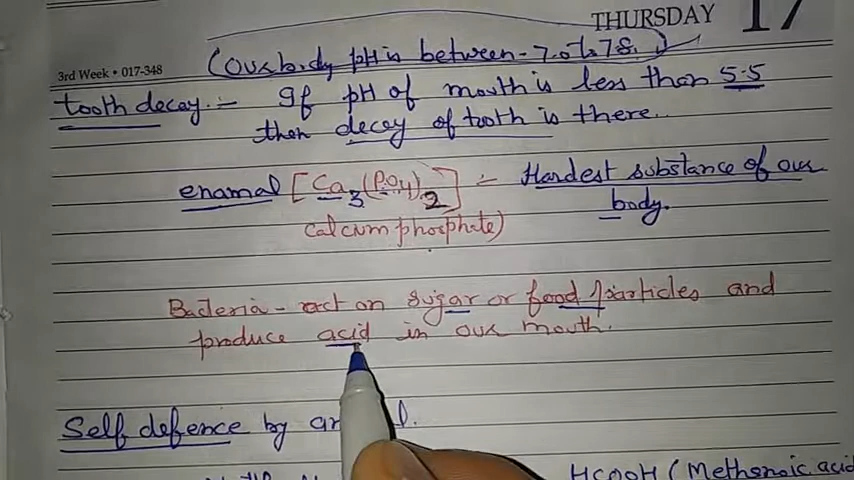 THURSDAY 17
3rd Week • 017-348
(Our body pH is between - 7.0 to 78.)
tooth decay :- If pH of mouth is less than 5.5
then decay of tooth is there..
enamal [Ca3(PO4)2] :- Hardest substance of our
body.
calcium phosphate)
Bacteria - act on sugar or food particles and
produce acid in our mouth.
Self defence by
HCOOH (Methenoic acid